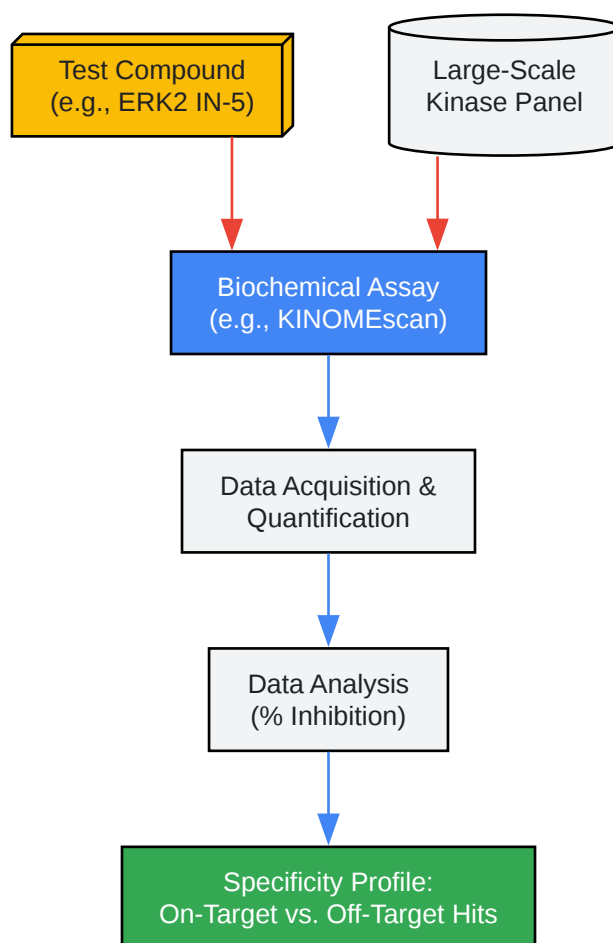 Test Compound
(e.g., ERK2 IN-5)
Large-Scale
Kinase Panel
Biochemical Assay
(e.g., KINOMEscan)
Data Acquisition &
Quantification
Data Analysis
(% Inhibition)
Specificity Profile:
On-Target vs. Off-Target Hits